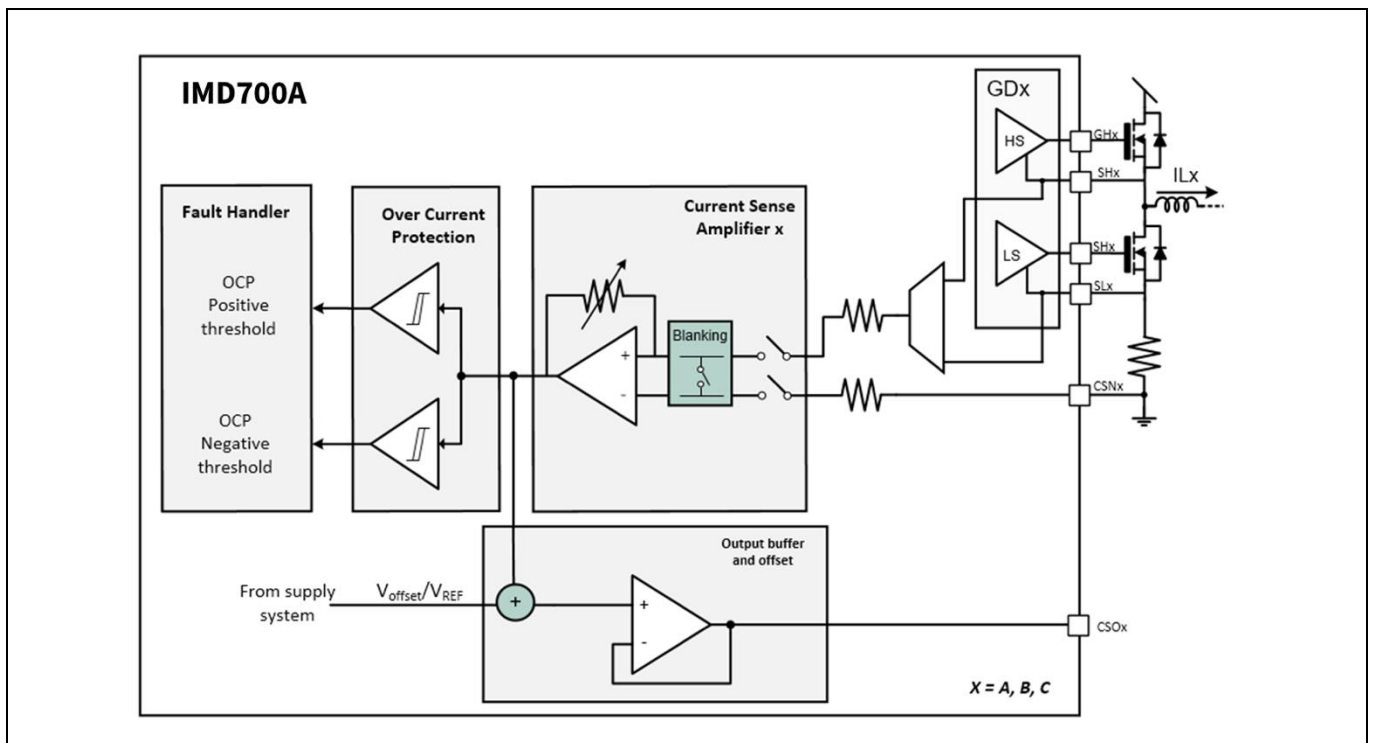 IMD700A
GDx
HS
GHx
SHx
ILx
LS
SHx
SLx
CSNx
Fault Handler
OCP
Positive
threshold
OCP
Negative
threshold
Over Current
Protection
Current Sense
Amplifier x
+
-
Blanking
Output buffer
and offset
From supply
system
Voffset/VREF
+
+
-
CSOx
X = A, B, C